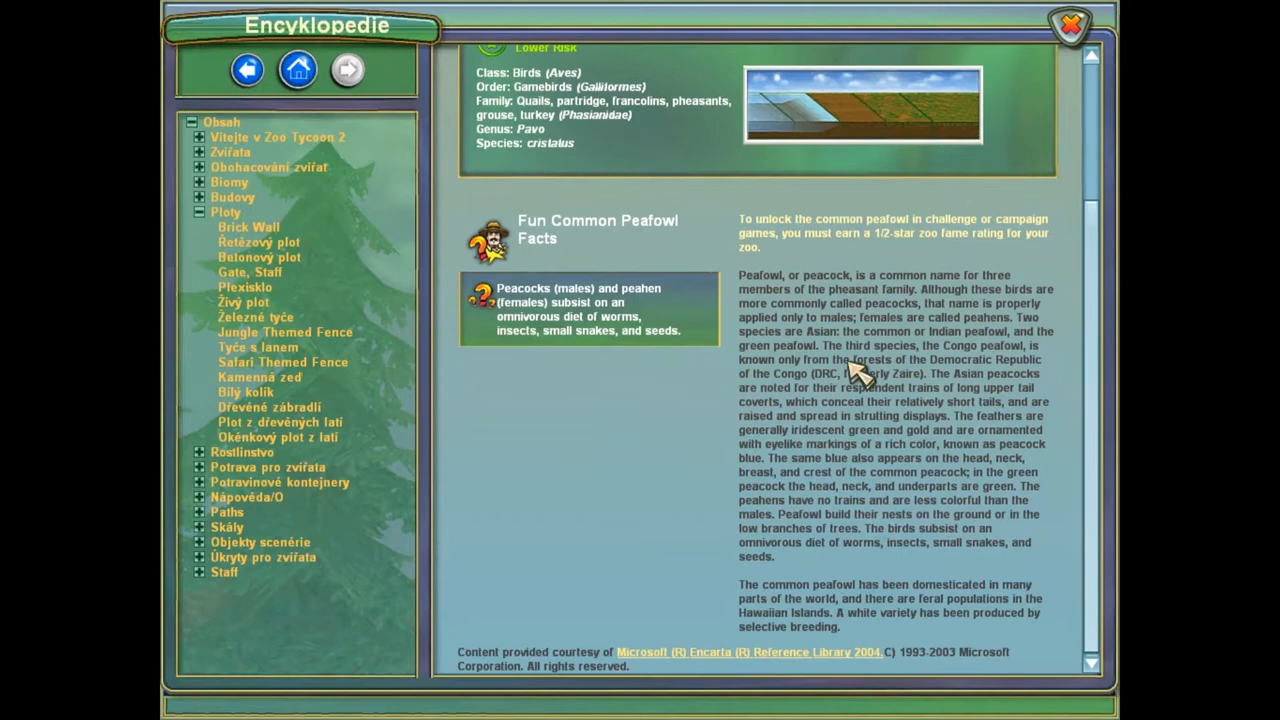 Encyklopedie
Obsah
Vítejte v Zoo Tycoon 2
Zvířata
Obohacování zvířat
Biomy
Budovy
Ploty
Brick Wall
Řetězový plot
Betonový plot
Gate, Staff
Plexisklo
Živý plot
Železné tyče
Jungle Themed Fence
Tyče s lanem
Safari Themed Fence
Kamenná zeď
Bílý kolík
Dřevěné zábradlí
Plot z dřevěných latí
Okénkový plot z latí
Rostlinstvo
Potrava pro zvířata
Potravinové kontejnery
Nápověda/O
Paths
Skály
Objekty scenérie
Úkryty pro zvířata
Staff
Lower Risk
Class: Birds (Aves)
Order: Gamebirds (Galliformes)
Family: Quails, partridge, francolins, pheasants,
grouse, turkey (Phasianidae)
Genus: Pavo
Species: cristatus
Fun Common Peafowl
Facts
Peacocks (males) and peahen
(females) subsist on an
omnivorous diet of worms,
insects, small snakes, and seeds.
To unlock the common peafowl in challenge or campaign
games, you must earn a 1/2-star zoo fame rating for your
zoo.
Peafowl, or peacock, is a common name for three
members of the pheasant family. Although these birds are
more commonly called peacocks, that name is properly
applied only to males; females are called peahens. Two
species are Asian: the common or Indian peafowl, and the
green peafowl. The third species, the Congo peafowl, is
known only from the forests of the Democratic Republic
of the Congo (DRC, formerly Zaire). The Asian peacocks
are noted for their resplendent trains of long upper tail
coverts, which conceal their relatively short tails, and are
raised and spread in strutting displays. The feathers are
generally iridescent green and gold and are ornamented
with eyelike markings of a rich color, known as peacock
blue. The same blue also appears on the head, neck,
breast, and crest of the common peacock; in the green
peacock the head, neck, and underparts are green. The
peahens have no trains and are less colorful than the
males. Peafowl build their nests on the ground or in the
low branches of trees. The birds subsist on an
omnivorous diet of worms, insects, small snakes, and
seeds.
The common peafowl has been domesticated in many
parts of the world, and there are feral populations in the
Hawaiian Islands. A white variety has been produced by
selective breeding.
Content provided courtesy of Microsoft (R) Encarta (R) Reference Library 2004.C) 1993-2003 Microsoft
Corporation. All rights reserved.